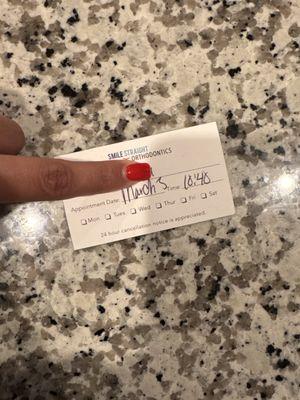 SMILE STRAIGHT
ORTHODONTICS
Appointment Date: March 3 Time: 10:40
Mon Tues Wed Thur Fri Sat
24 hour cancellation notice is appreciated.